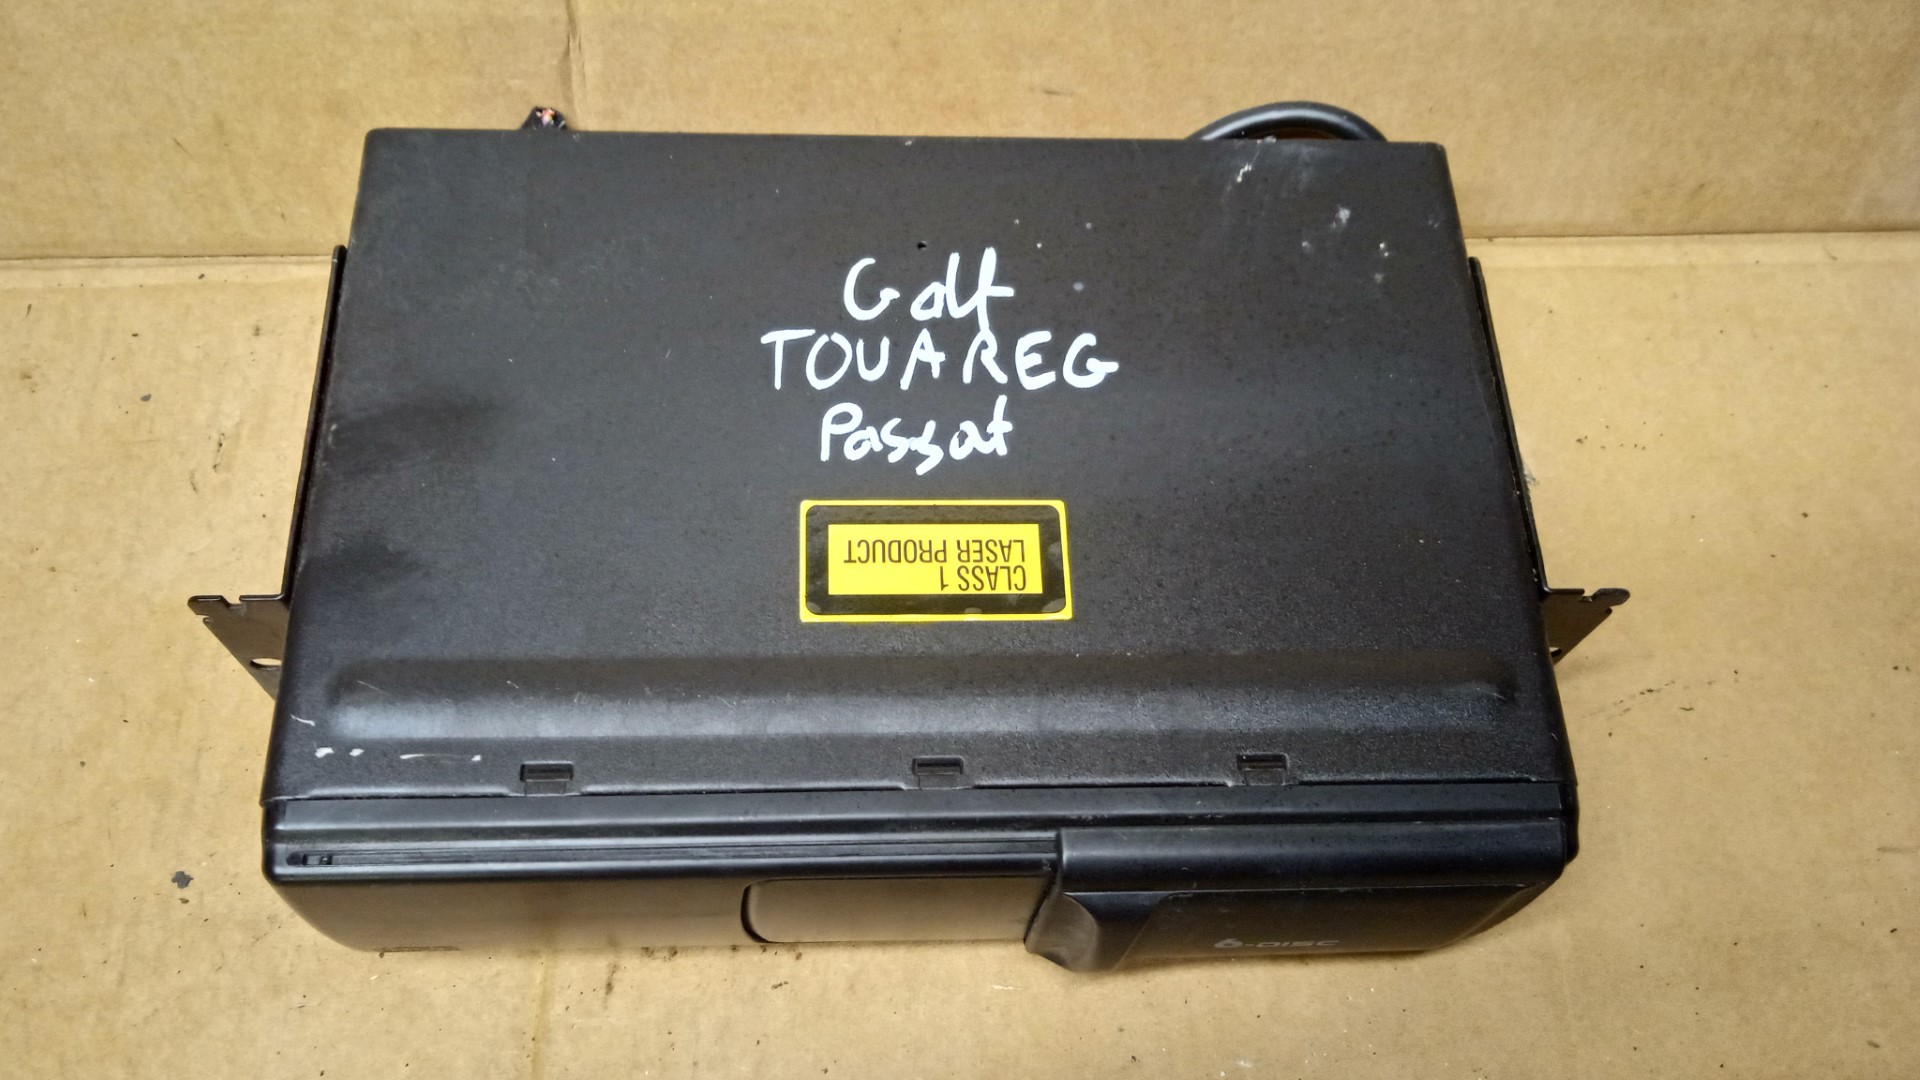 Golf
TOUAREG
Passat
CLASS 1
LASER PRODUCT
6-DISC